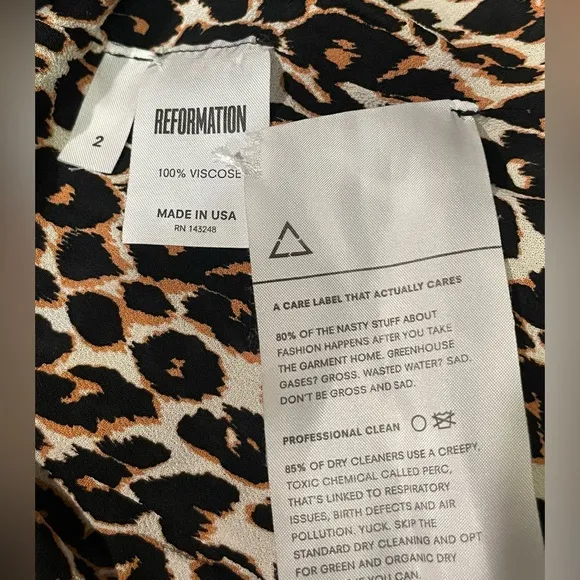 2
REFORMATION
100% VISCOSE
MADE IN USA
RN 143248
A CARE LABEL THAT ACTUALLY CARES
80% OF THE NASTY STUFF ABOUT
FASHION HAPPENS AFTER YOU TAKE
THE GARMENT HOME. GREENHOUSE
GASES? GROSS. WASTED WATER? SAD.
DON'T BE GROSS AND SAD.
PROFESSIONAL CLEAN
85% OF DRY CLEANERS USE A CREEPY,
TOXIC CHEMICAL CALLED PERC,
THAT'S LINKED TO RESPIRATORY
ISSUES, BIRTH DEFECTS AND AIR
POLLUTION. YUCK. SKIP THE
STANDARD DRY CLEANING AND OPT
FOR GREEN AND ORGANIC DRY
YOU CAN.